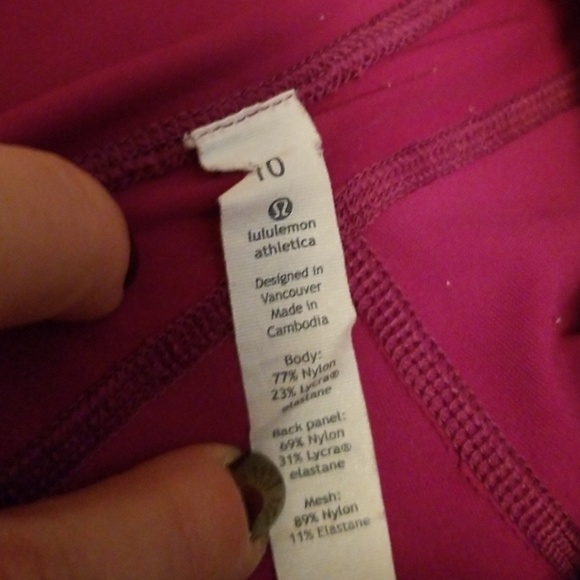 10
lululemon
athletica
Designed in
Vancouver
Made in
Cambodia
Body:
77% Nylon
23% Lycra®
elastane
Back panel:
69% Nylon
31% Lycra®
elastane
Mesh:
89% Nylon
11% Elastane